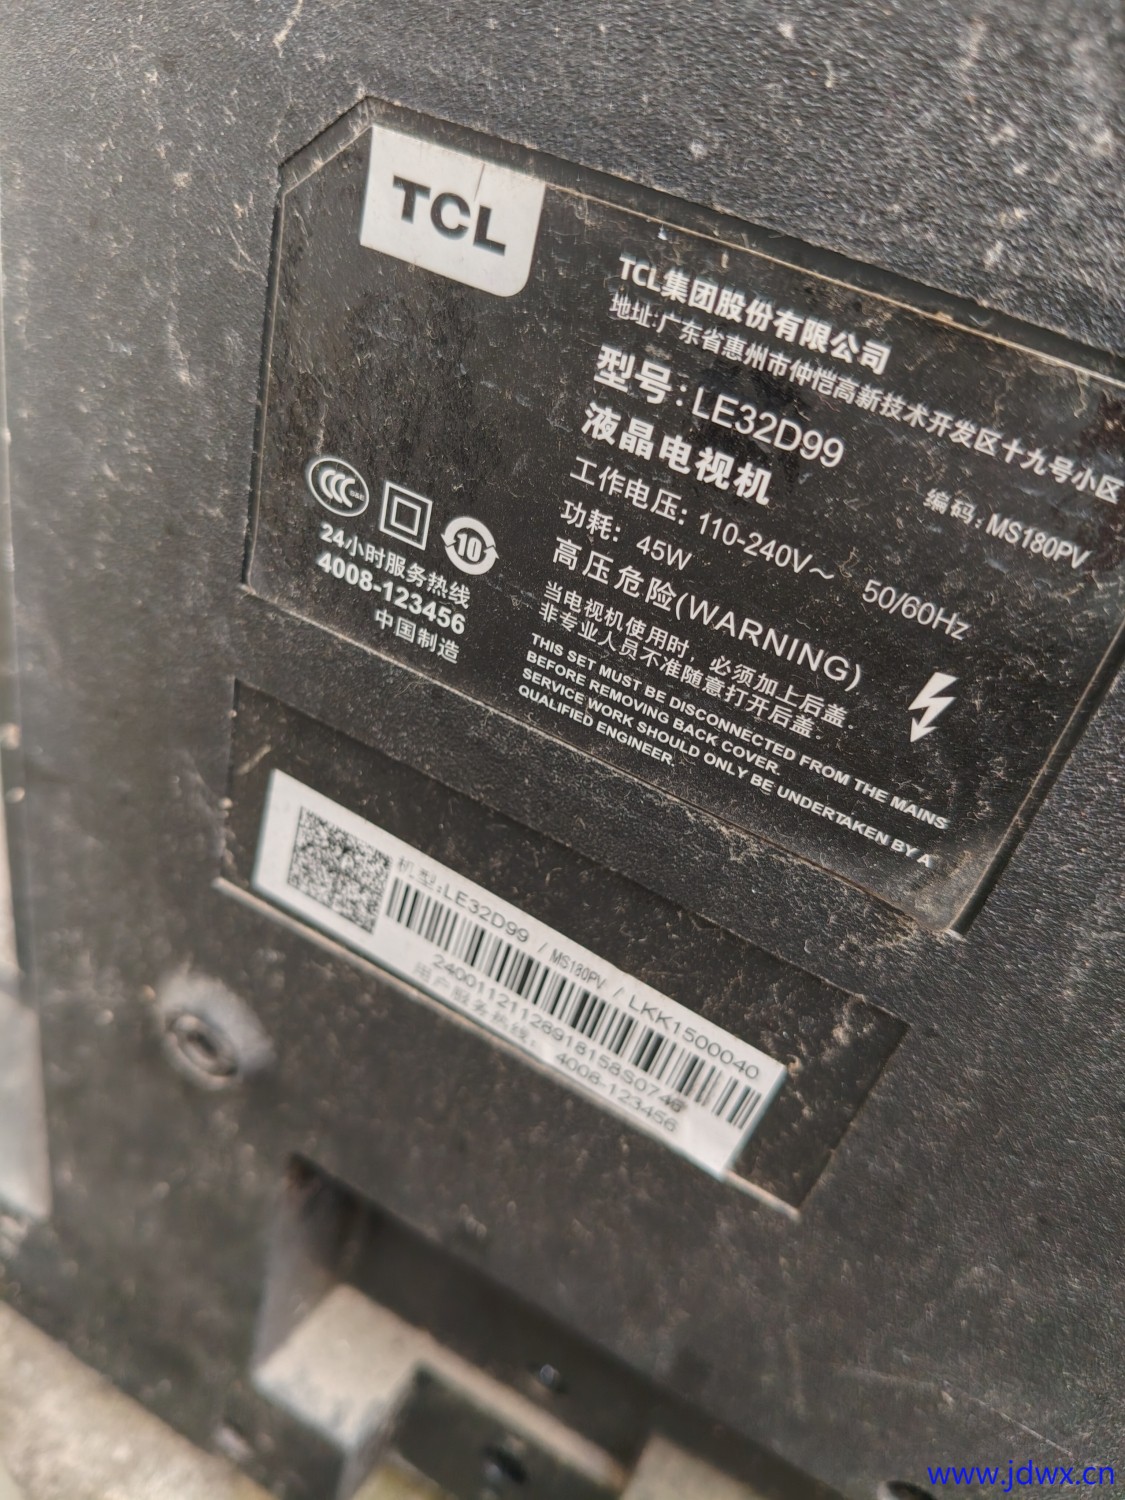 TCL
TCL集团股份有限公司
地址:广东省惠州市仲恺高新技术开发区十九号小区
型号:LE32D99
编码:MS180PV
液晶电视机
工作电压: 110-240V～ 50/60Hz
功耗: 45W
高压危险(WARNING)
当电视机使用时，必须加上后盖.
非专业人员不准随意打开后盖.
THIS SET MUST BE DISCONNECTED FROM THE MAINS
BEFORE REMOVING BACK COVER.
SERVICE WORK SHOULD ONLY BE UNDERTAKEN BY A
QUALIFIED ENGINEER.
10
24小时服务热线
4008-123456
中国制造
机型:LE32D99 / MS180PV / LKK1500040
24001121128918158S0746
用户服务热线: 4008-123456
www.jdwx.cn